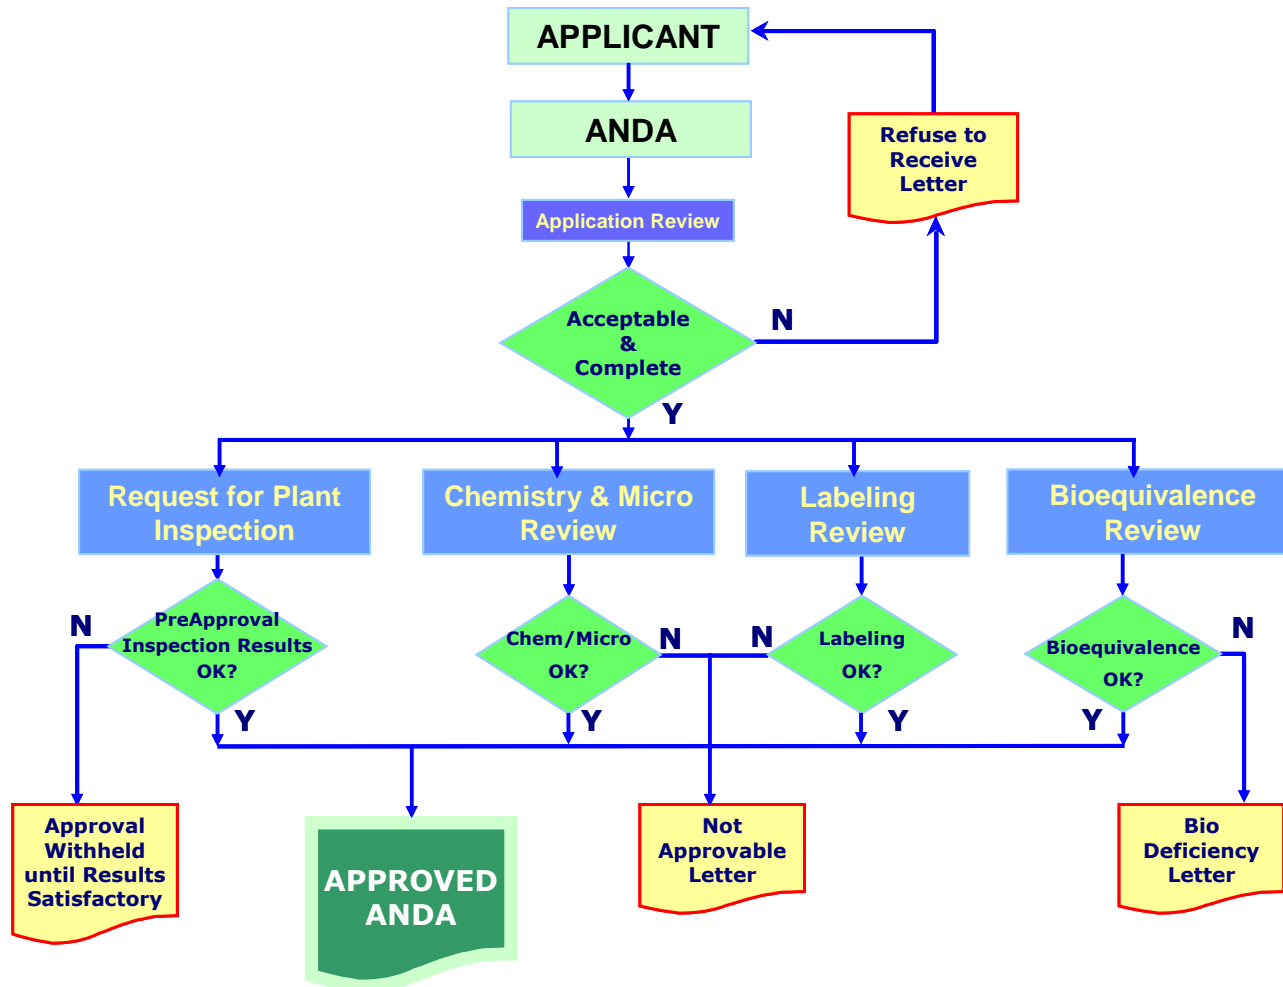 APPLICANT
ANDA
Refuse to
Receive
Letter
Application Review
Acceptable
&
Complete
N
Y
Request for Plant
Inspection
Chemistry & Micro
Review
Labeling
Review
Bioequivalence
Review
PreApproval
Inspection Results
OK?
N
Y
Chem/Micro
OK?
N
Y
Labeling
OK?
N
Y
Bioequivalence
OK?
N
Y
Approval
Withheld
until Results
Satisfactory
APPROVED
ANDA
Not
Approvable
Letter
Bio
Deficiency
Letter